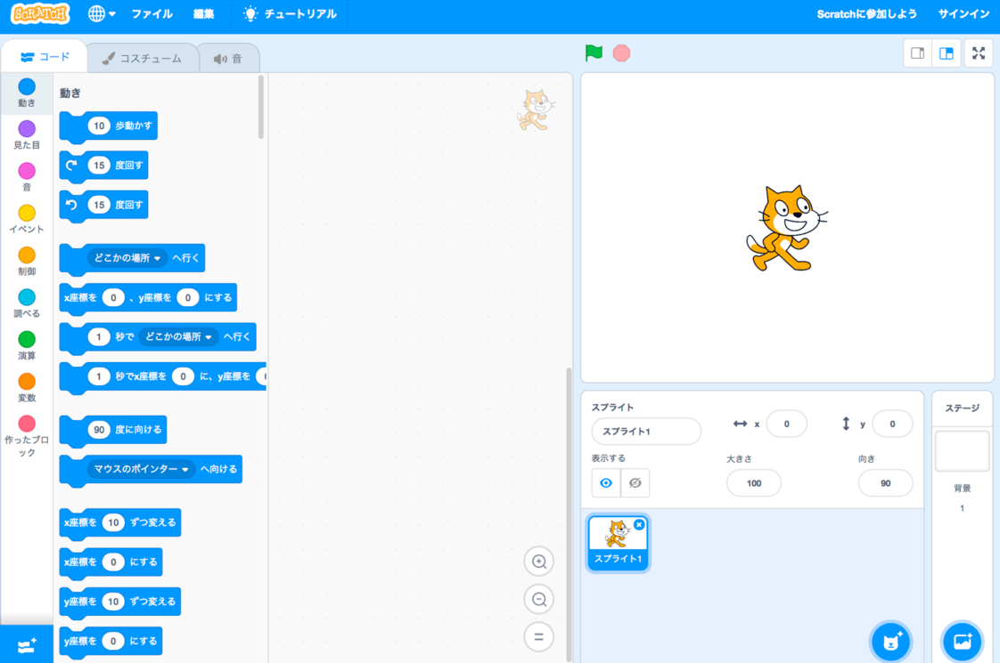 SCRATCH ファイル 編集 チュートリアル Scratchに参加しよう サインイン
コード コスチューム 音
動き
見た目
音
イベント
制御
調べる
演算
変数
作ったブロ
ック
動き
10 歩動かす
15 度回す
15 度回す
どこかの場所 へ行く
x座標を 0 、y座標を 0 にする
1 秒で どこかの場所 へ行く
1 秒でx座標を 0 に、y座標を
90 度に向ける
マウスのポインター へ向ける
x座標を 10 ずつ変える
x座標を 0 にする
y座標を 10 ずつ変える
y座標を 0 にする
スプライト
スプライト1 x 0 y 0
表示する 大きさ 向き
100 90
スプライト1
ステージ
背景
1